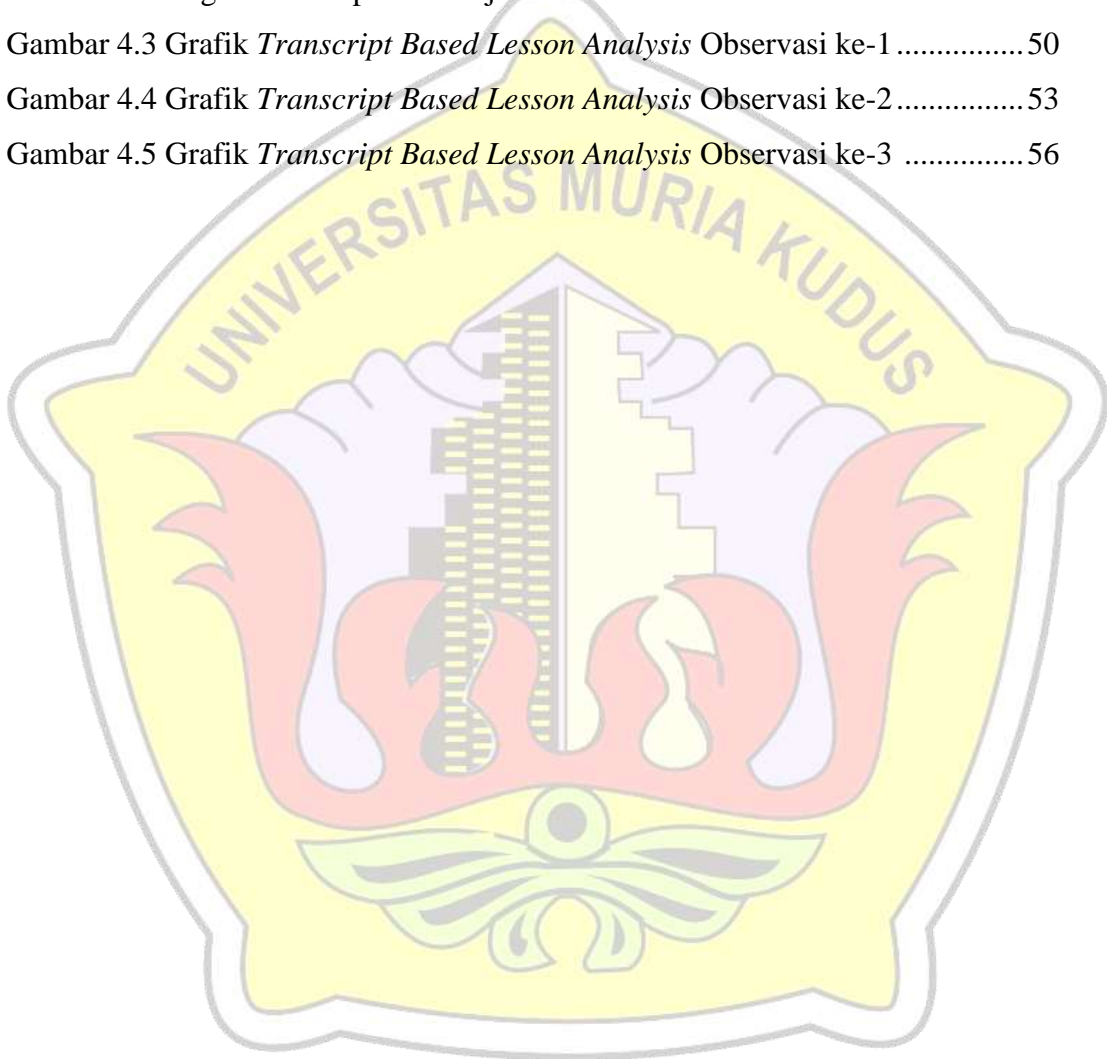 Gambar 4.3 Grafik Transcript Based Lesson Analysis Observasi ke-1 ................ 50
Gambar 4.4 Grafik Transcript Based Lesson Analysis Observasi ke-2 ................ 53
Gambar 4.5 Grafik Transcript Based Lesson Analysis Observasi ke-3 ............... 56
UNIVERSITAS MURIA KUDUS